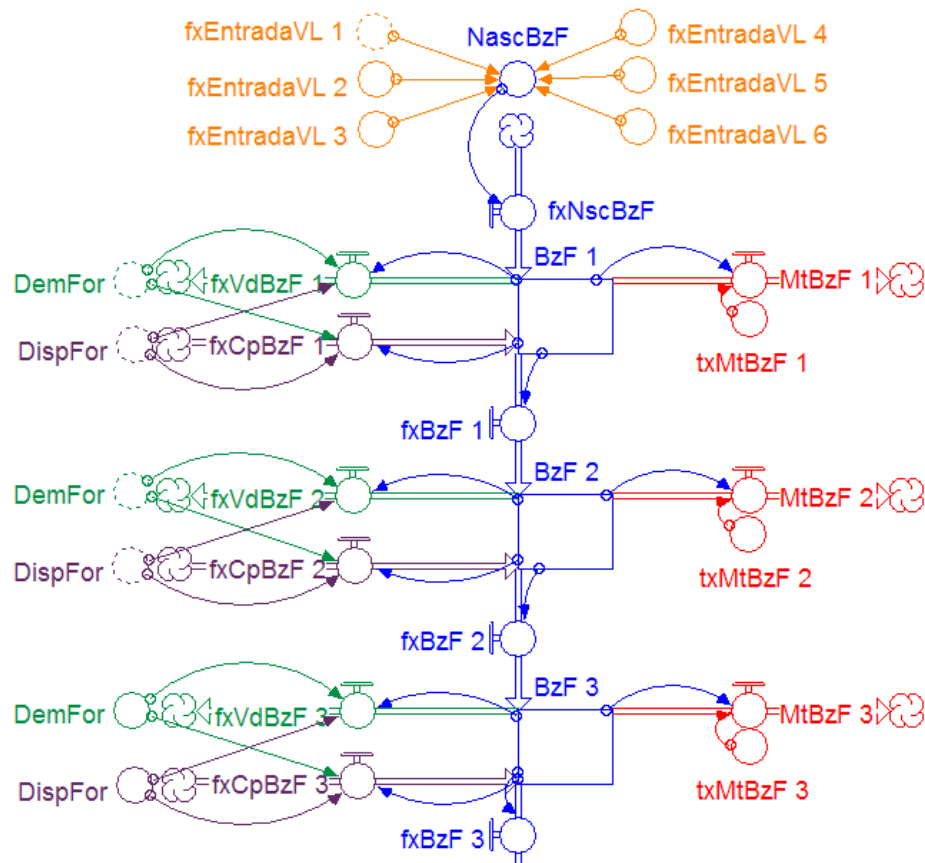 fxEntradaVL 1
NascBzF
fxEntradaVL 4
fxEntradaVL 2
fxEntradaVL 5
fxEntradaVL 3
fxEntradaVL 6
fxNscBzF
BzF 1
DemFor
fxVdBzF 1
MtBzF 1
DispFor
fxCpBzF 1
txMtBzF 1
fxBzF 1
BzF 2
DemFor
fxVdBzF 2
MtBzF 2
DispFor
fxCpBzF 2
txMtBzF 2
fxBzF 2
BzF 3
DemFor
fxVdBzF 3
MtBzF 3
DispFor
fxCpBzF 3
txMtBzF 3
fxBzF 3